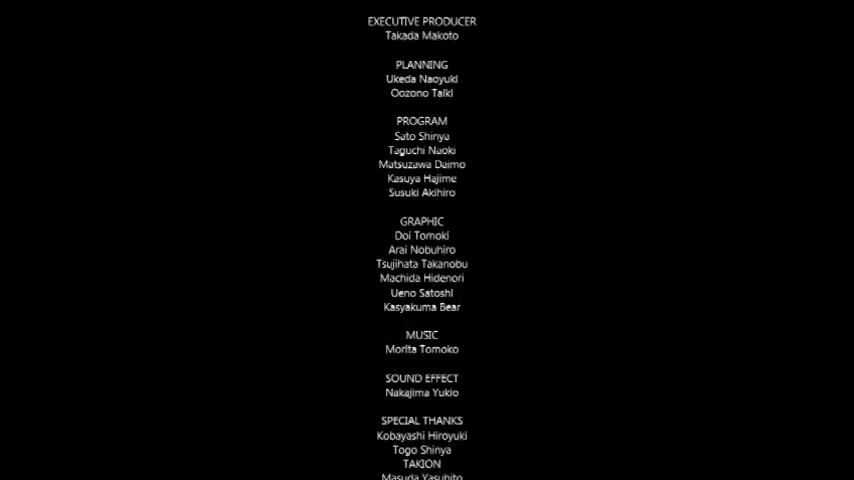 EXECUTIVE PRODUCER
Takada Makoto
PLANNING
Ukeda Naoyuki
Oozono Taiki
PROGRAM
Sato Shinya
Taguchi Naoki
Matsuzawa Daimo
Kasuya Hajime
Susuki Akihiro
GRAPHIC
Doi Tomoki
Arai Nobuhiro
Tsujihata Takanobu
Machida Hidenori
Ueno Satoshi
Kasyakuma Bear
MUSIC
Morita Tomoko
SOUND EFFECT
Nakajima Yukio
SPECIAL THANKS
Kobayashi Hiroyuki
Togo Shinya
TAKION
Masuda Yasuhito